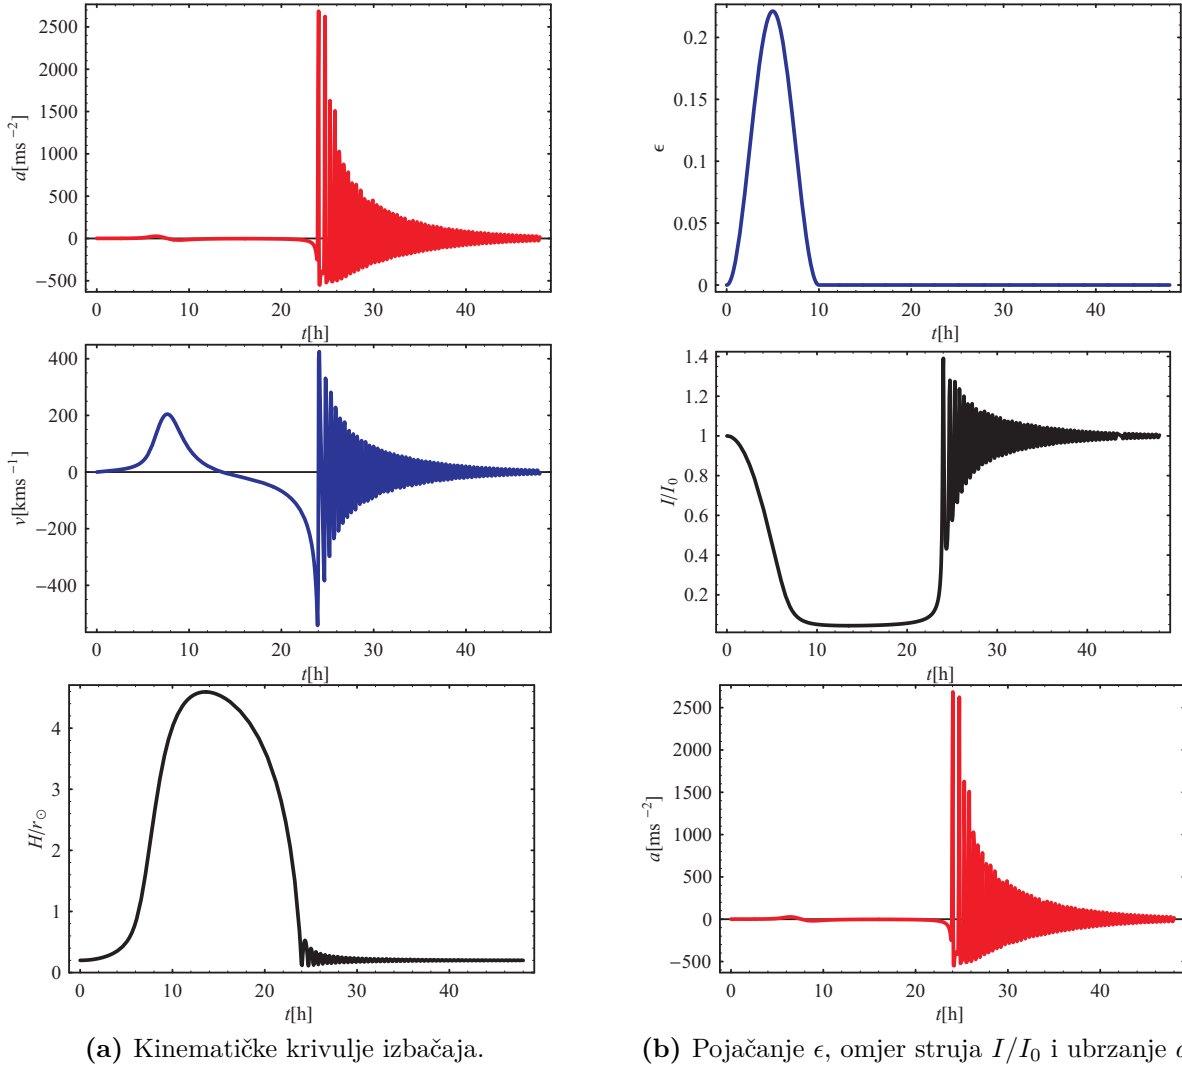 2500
2000
1500
1000
500
0
−500
a[ms⁻²]
0 10 20 30 40
t[h]
400
200
0
−200
−400
v[kms⁻¹]
0 10 20 30 40
t[h]
4
3
2
1
0
H/r☉
0 10 20 30 40
t[h]
(a) Kinematičke krivulje izbačaja.
0.2
0.15
0.1
0.05
0
ϵ
0 10 20 30 40
t[h]
1.4
1.2
1
0.8
0.6
0.4
0.2
I/I₀
0 10 20 30 40
t[h]
2500
2000
1500
1000
500
0
−500
a[ms⁻²]
0 10 20 30 40
t[h]
(b) Pojačanje ϵ, omjer struja I/I₀ i ubrzanje